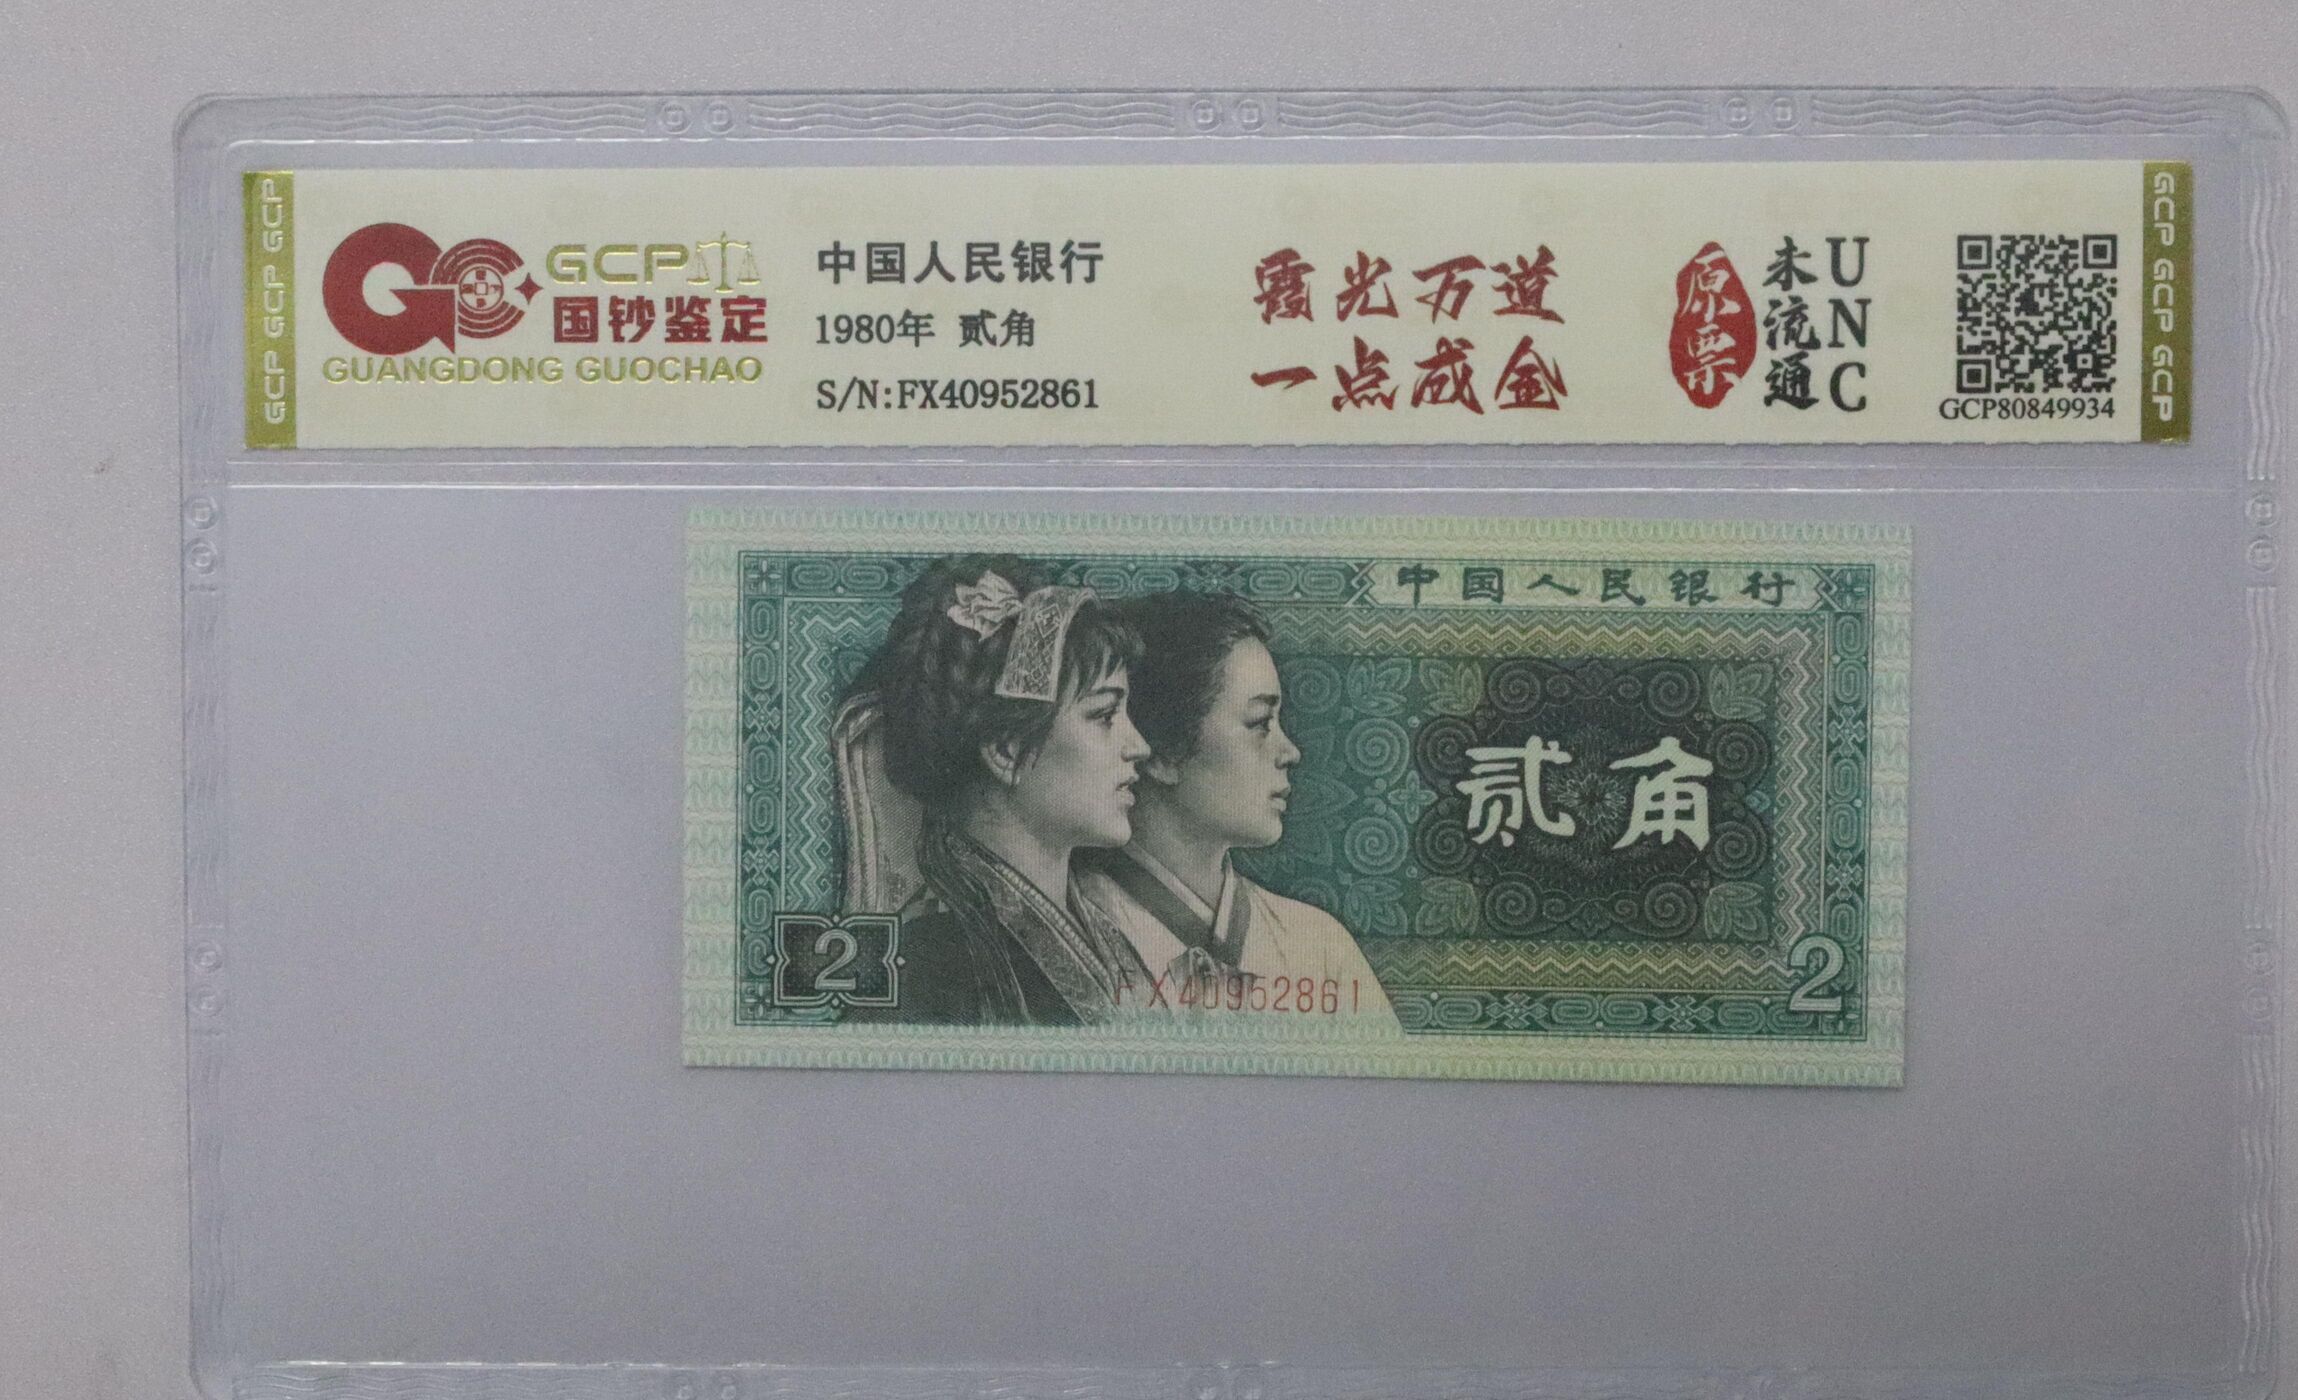 GCP GCP GCP GCP
GCP
国钞鉴定
GUANGDONG GUOCHAO
中国人民银行
1980年 贰角
S/N:FX40952861
霞光万道
一点成金
原票
未流通
UNC
GCP80849934
GCP GCP GCP GCP
中国人民银行
贰角
2
FX40952861
2